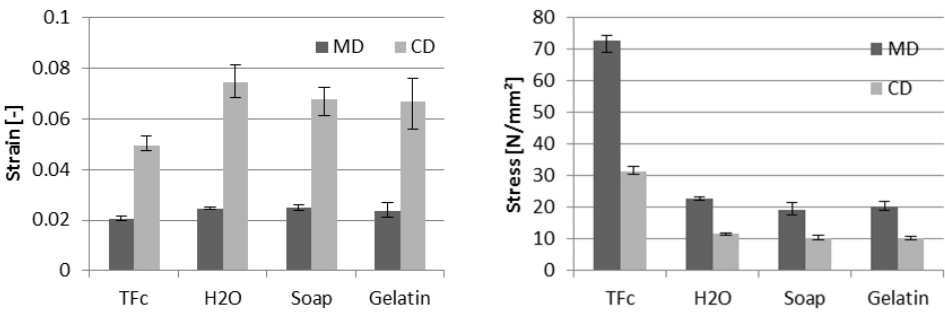 0.1
0.08
0.06
0.04
0.02
0
Strain [-]
MD CD
TFc H2O Soap Gelatin
80
70
60
50
40
30
20
10
0
Stress [N/mm²]
MD
CD
TFc H2O Soap Gelatin